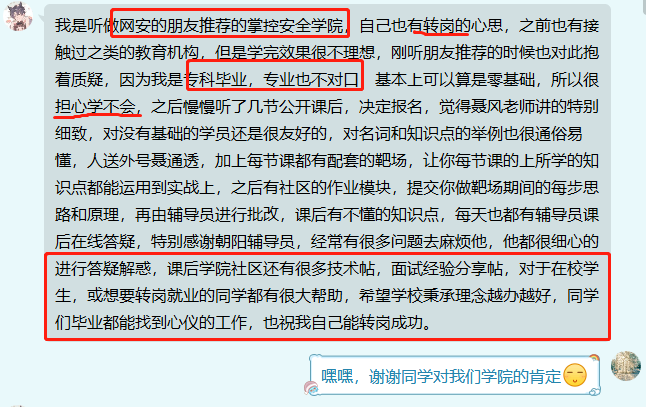 我是听做网安的朋友推荐的掌控安全学院，自己也有转岗的心思，之前也有接
触过之类的教育机构，但是学完效果很不理想，刚听朋友推荐的时候也对此抱
着质疑，因为我是专科毕业，专业也不对口 基本上可以算是零基础，所以很
担心学不会，之后慢慢听了几节公开课后，决定报名，觉得聂风老师讲的特别
细致，对没有基础的学员还是很友好的，对名词和知识点的举例也很通俗易
懂，人送外号聂通透，加上每节课都有配套的靶场，让你每节课的上所学的知
识点都能运用到实战上，之后有社区的作业模块，提交你做靶场期间的每步思
路和原理，再由辅导员进行批改，课后有不懂的知识点，每天也都有辅导员课
后在线答疑，特别感谢朝阳辅导员，经常有很多问题去麻烦他，他都很细心的
进行答疑解惑，课后学院社区还有很多技术帖，面试经验分享帖，对于在校学
生，或想要转岗就业的同学都有很大帮助，希望学校秉承理念越办越好，同学
们毕业都能找到心仪的工作，也祝我自己能转岗成功。
嘿嘿，谢谢同学对我们学院的肯定